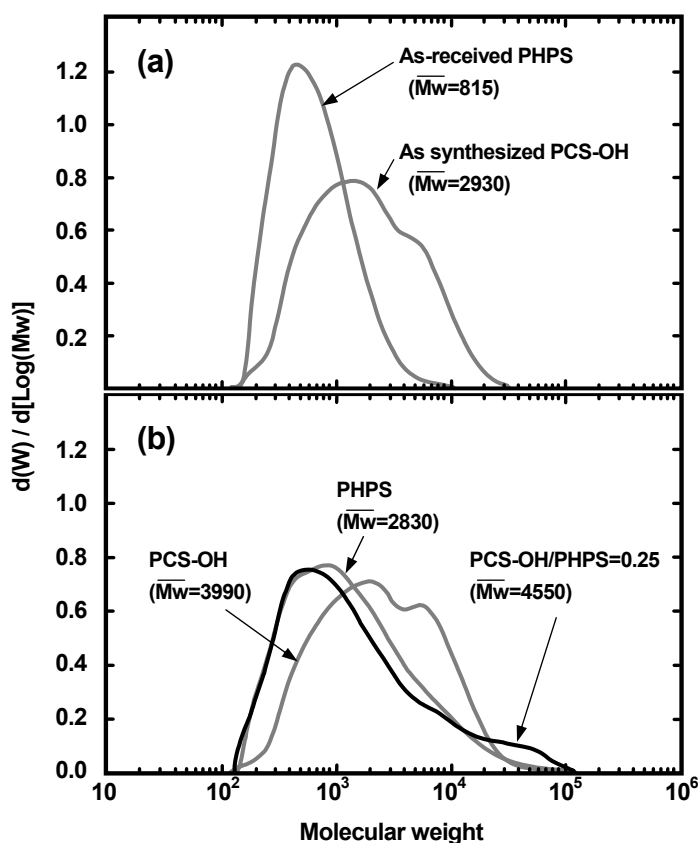 (a)
As-received PHPS
(Mw=815)
As synthesized PCS-OH
(Mw=2930)
1.2
1.0
0.8
0.6
0.4
0.2
d(W) / d[Log(Mw)]
(b)
PHPS
(Mw=2830)
PCS-OH
(Mw=3990)
PCS-OH/PHPS=0.25
(Mw=4550)
1.2
1.0
0.8
0.6
0.4
0.2
0.0
10 10² 10³ 10⁴ 10⁵ 10⁶
Molecular weight